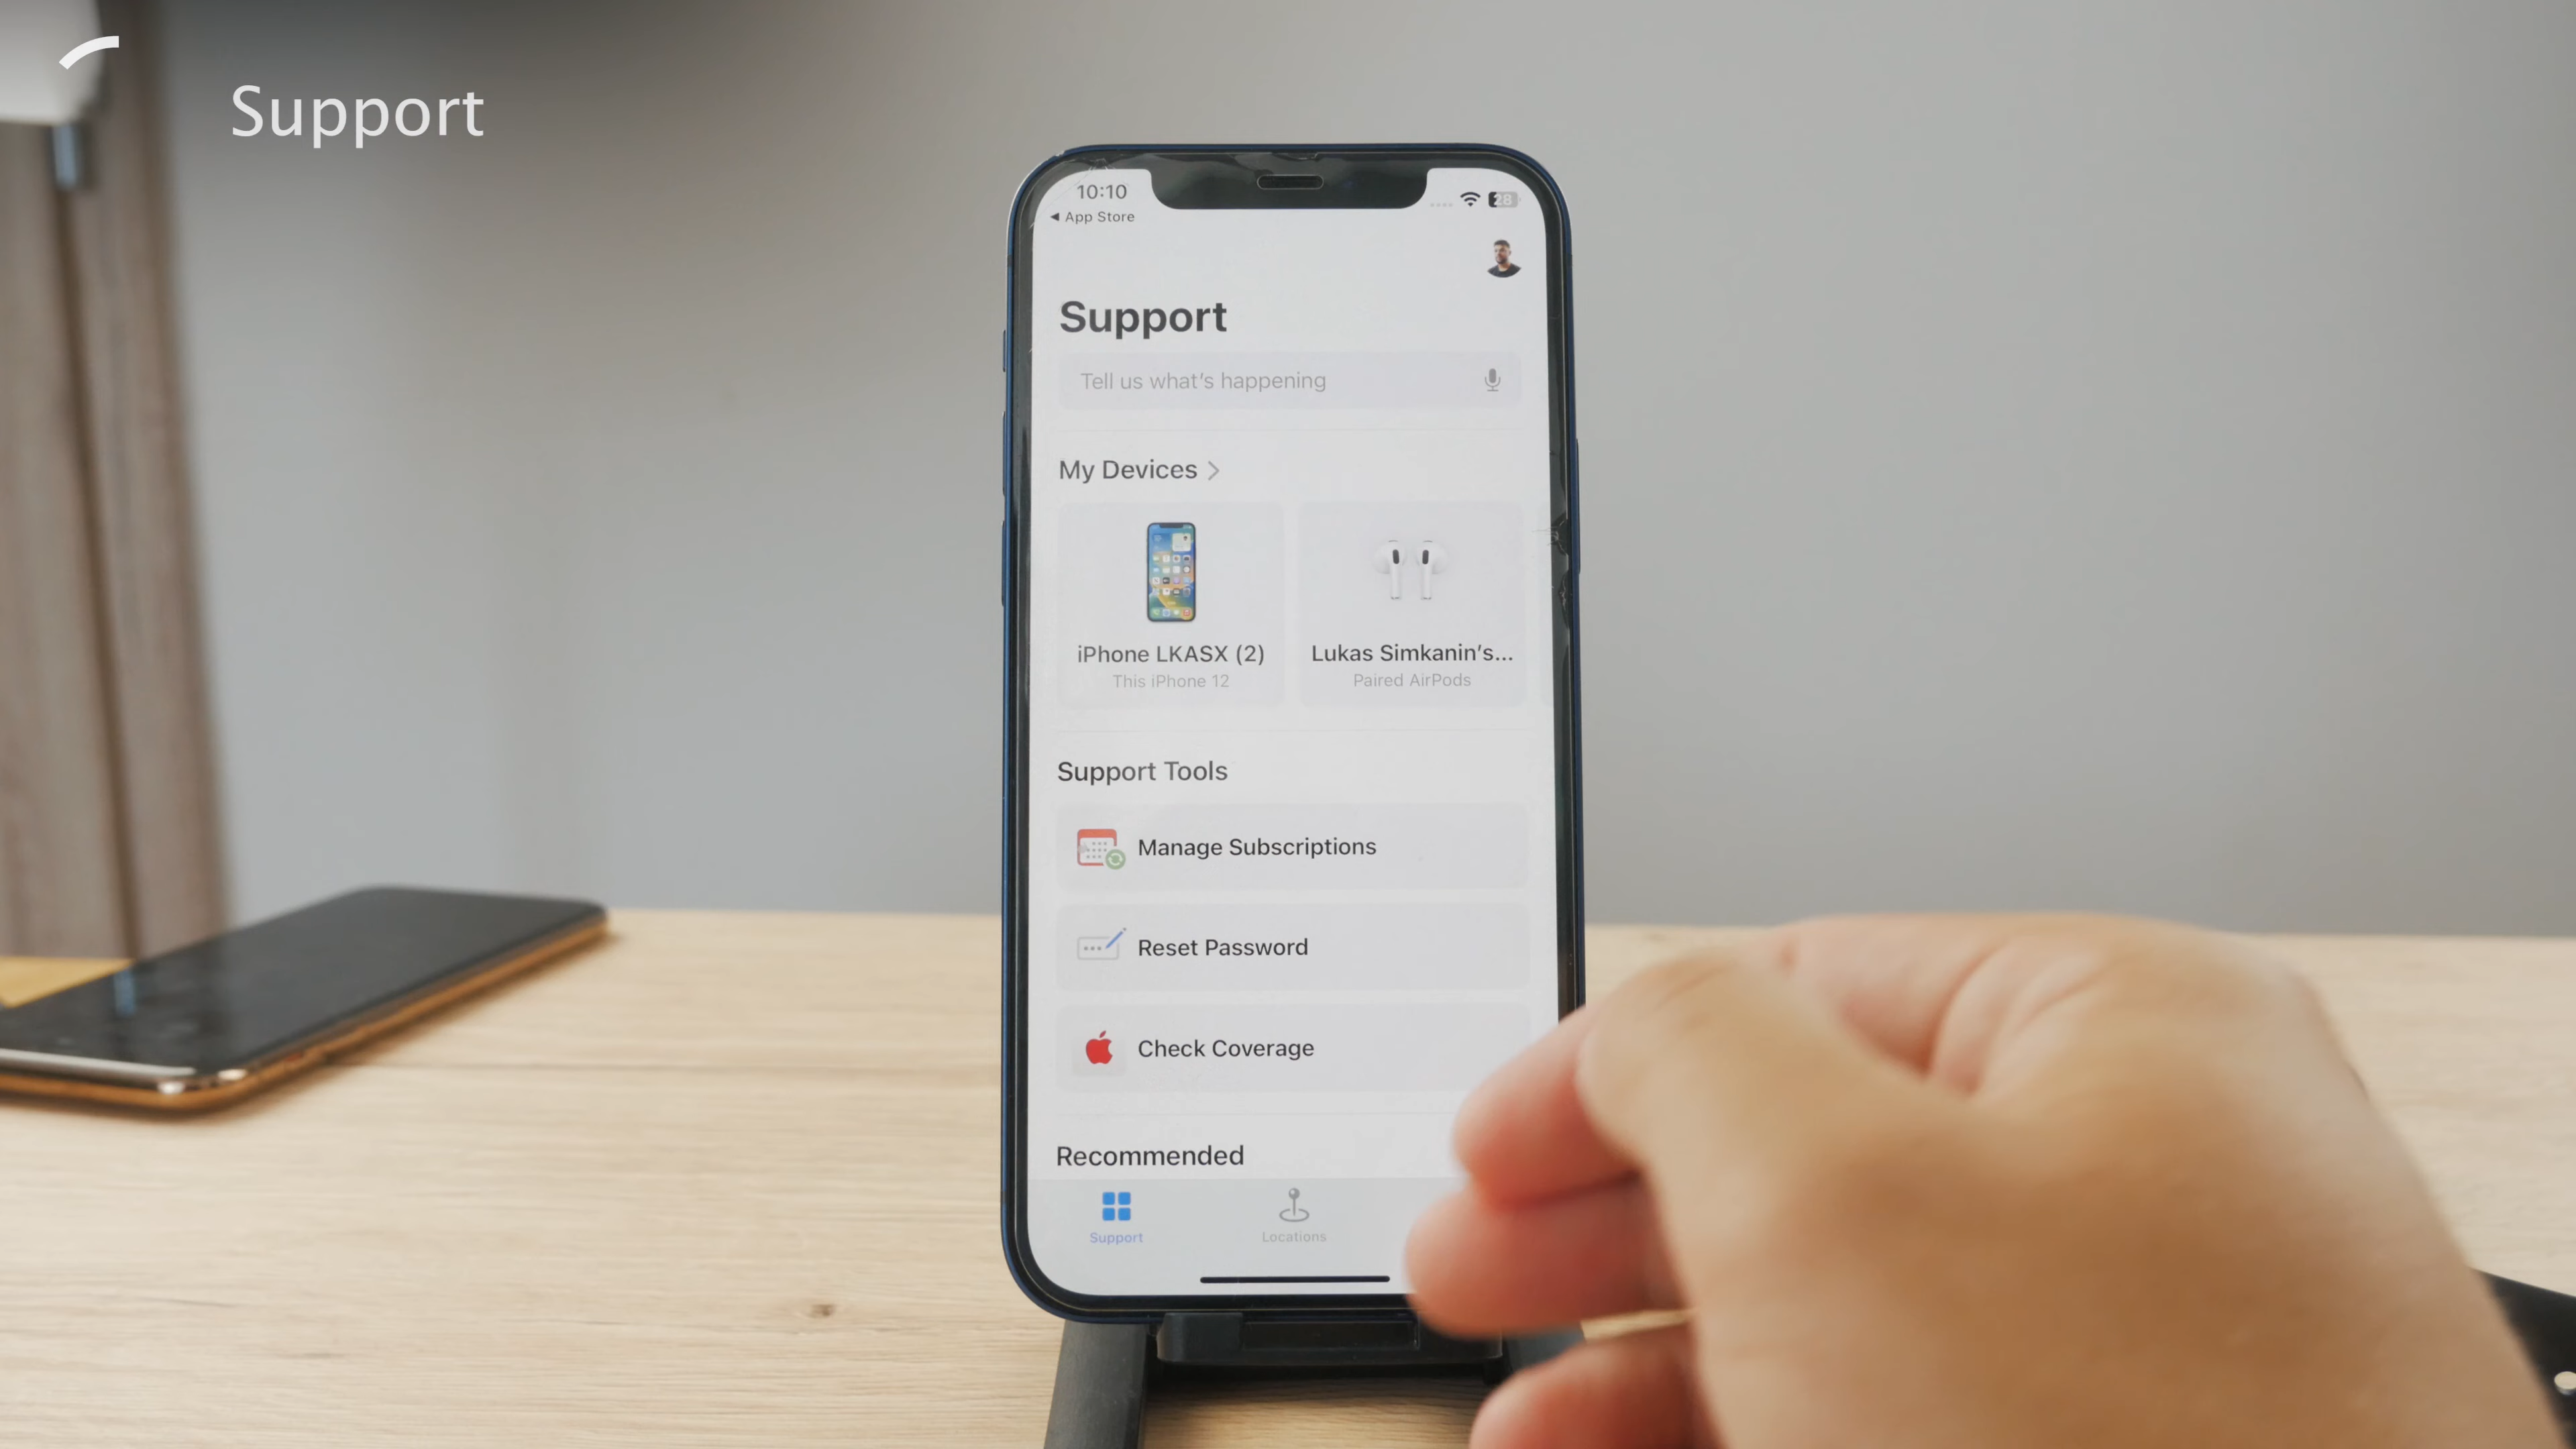 Support
10:10
28
◀ App Store
Support
Tell us what's happening
My Devices >
iPhone LKASX (2)
This iPhone 12
Lukas Simkanin's...
Paired AirPods
Support Tools
Manage Subscriptions
Reset Password
Check Coverage
Recommended
Support
Locations